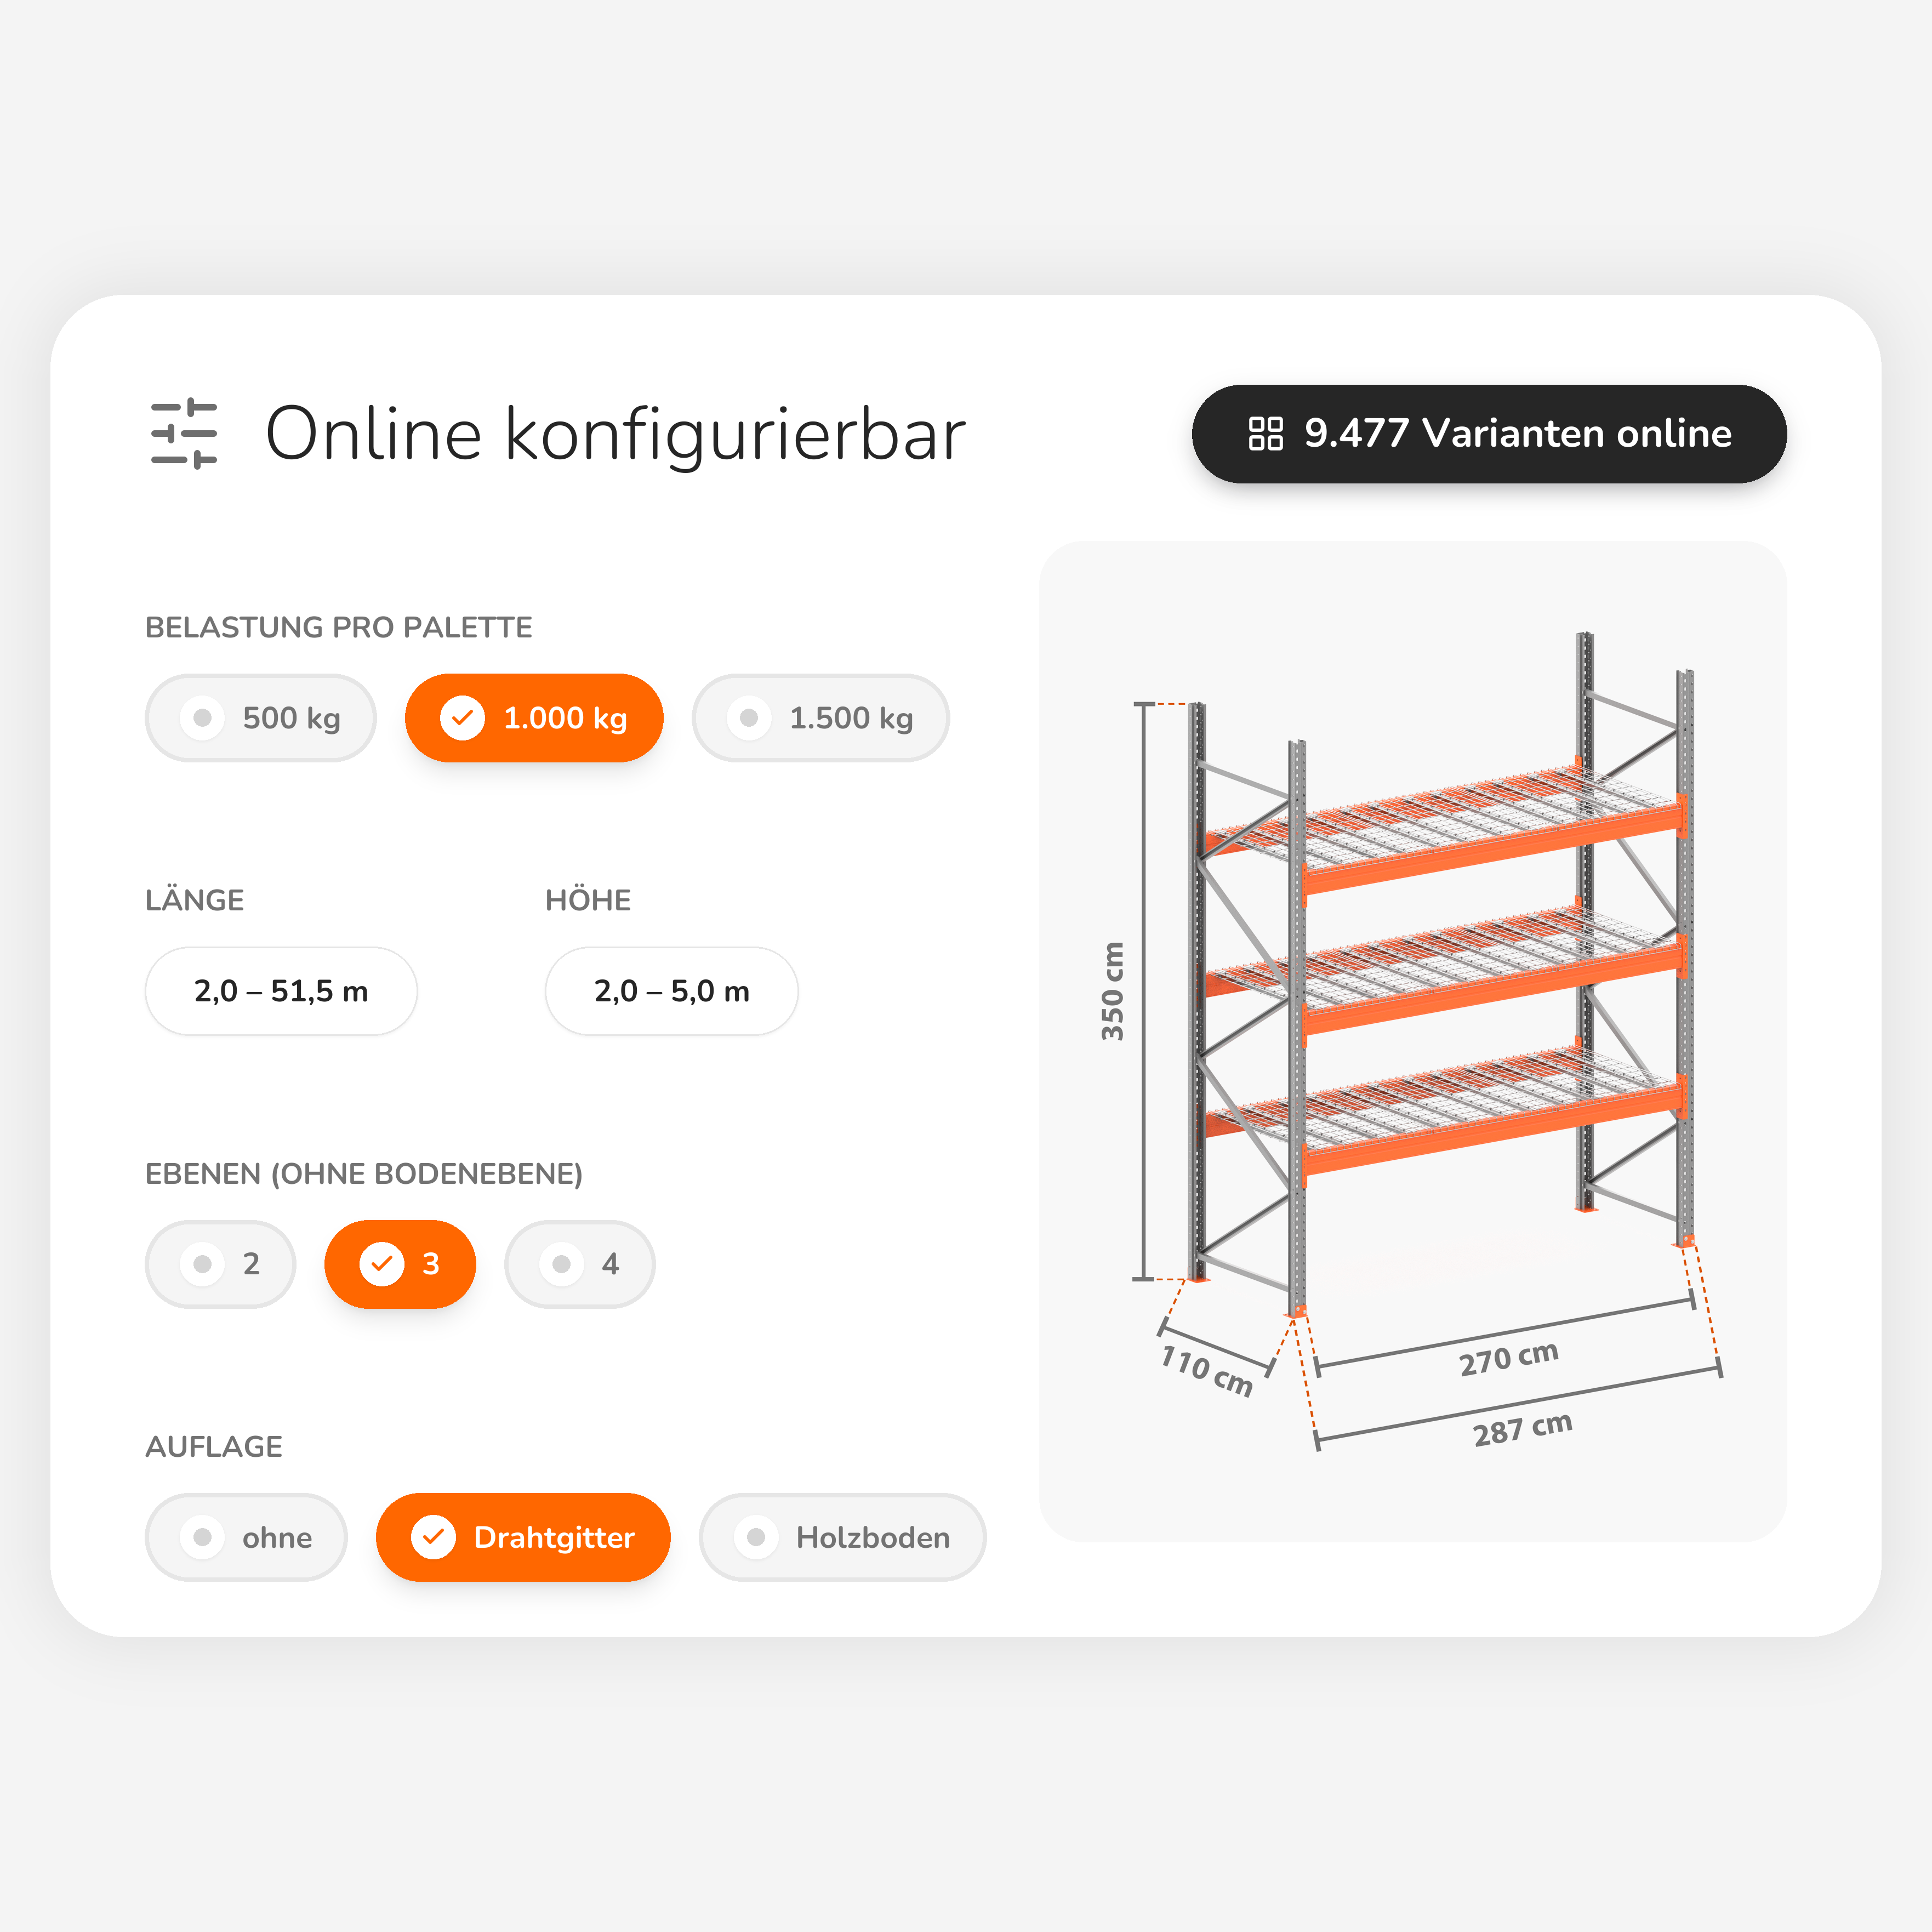 Online konfigurierbar
9.477 Varianten online
BELASTUNG PRO PALETTE
500 kg
1.000 kg
1.500 kg
LÄNGE
HÖHE
2,0 – 51,5 m
2,0 – 5,0 m
EBENEN (OHNE BODENEBENE)
2
3
4
AUFLAGE
ohne
Drahtgitter
Holzboden
350 cm
110 cm
270 cm
287 cm